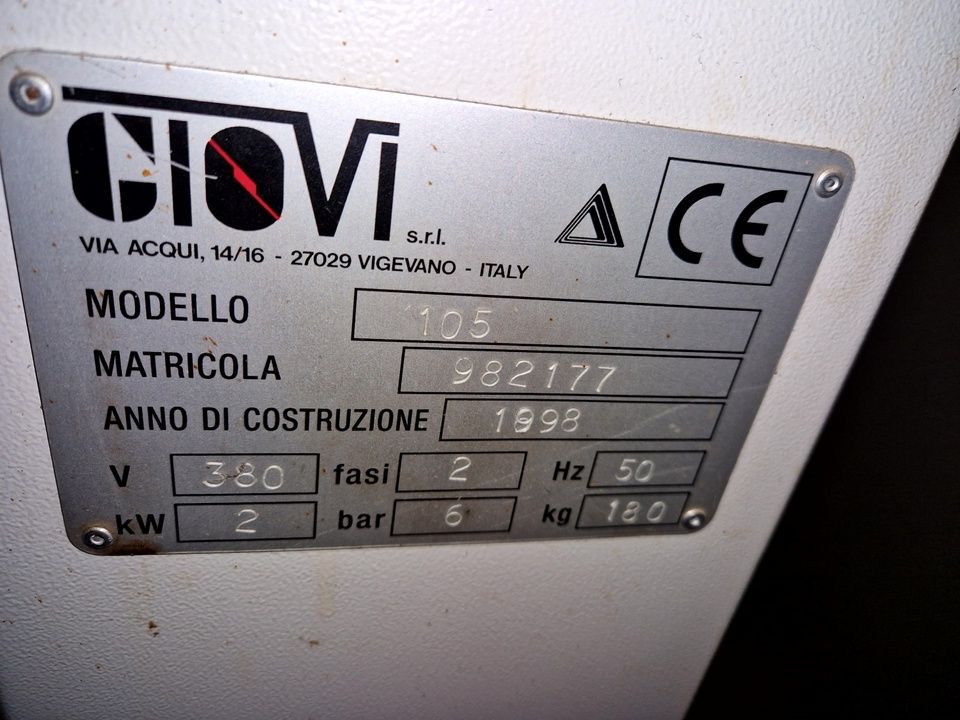 GIOVI s.r.l.
VIA ACQUI, 14/16 - 27029 VIGEVANO - ITALY
CE
MODELLO 105
MATRICOLA 982177
ANNO DI COSTRUZIONE 1998
V 380 fasi 2 Hz 50
kW 2 bar 6 kg 180